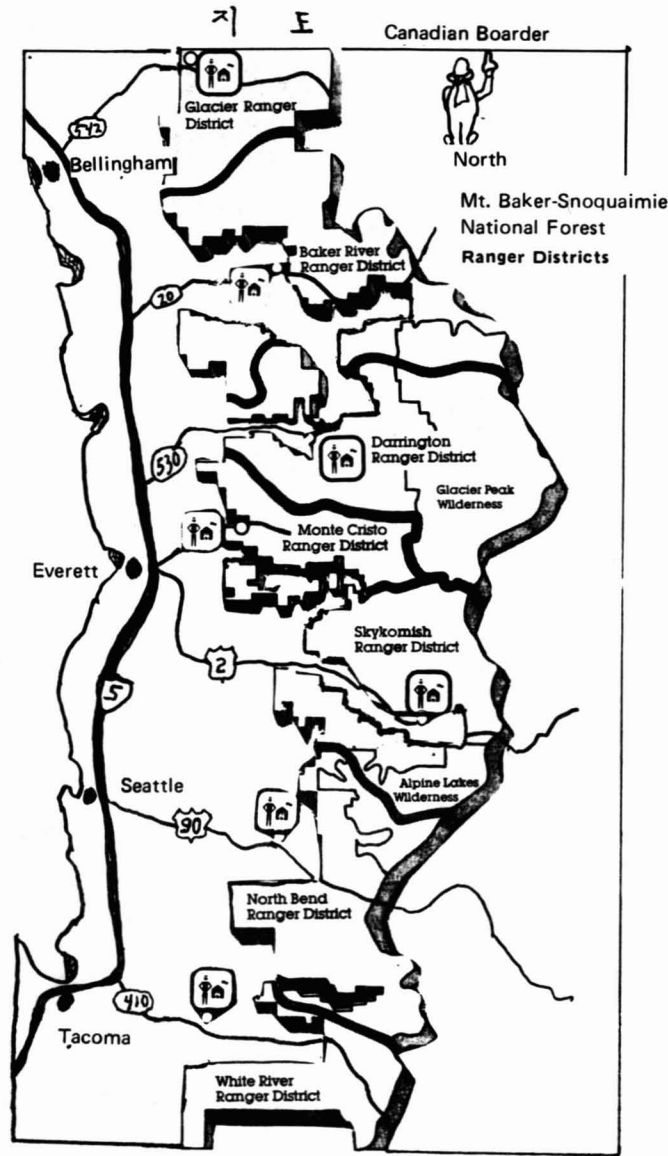 지 도
Canadian Boarder
Glacier Ranger
District
542
Bellingham
North
Mt. Baker-Snoquaimie
National Forest
Ranger Districts
Baker River
Ranger District
20
Darrington
Ranger District
530
Glacier Peak
Wilderness
Monte Cristo
Ranger District
Everett
Skykomish
Ranger District
2
5
Seattle
Alpine Lakes
Wilderness
90
North Bend
Ranger District
410
Tacoma
White River
Ranger District